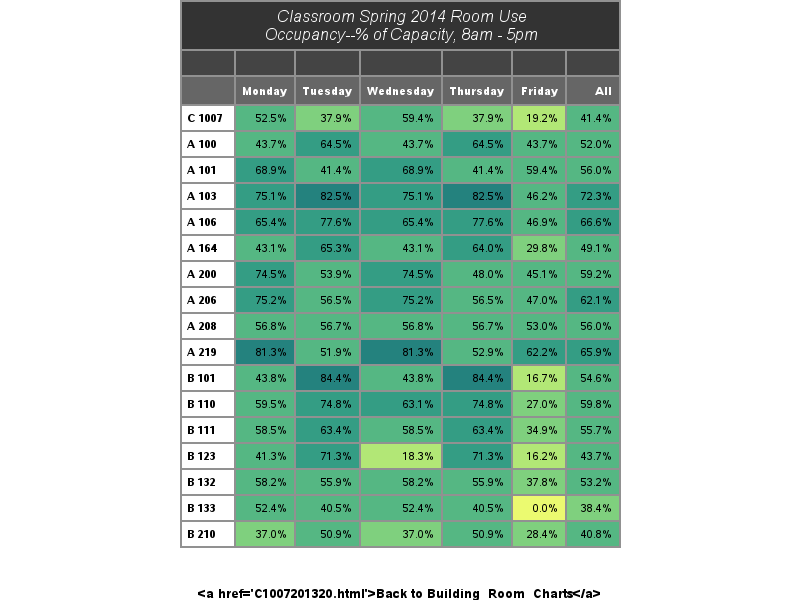 Classroom Spring 2014 Room Use
Occupancy--% of Capacity, 8am - 5pm
Monday Tuesday Wednesday Thursday Friday All
C 1007 52.5% 37.9% 59.4% 37.9% 19.2% 41.4%
A 100 43.7% 64.5% 43.7% 64.5% 43.7% 52.0%
A 101 68.9% 41.4% 68.9% 41.4% 59.4% 56.0%
A 103 75.1% 82.5% 75.1% 82.5% 46.2% 72.3%
A 106 65.4% 77.6% 65.4% 77.6% 46.9% 66.6%
A 164 43.1% 65.3% 43.1% 64.0% 29.8% 49.1%
A 200 74.5% 53.9% 74.5% 48.0% 45.1% 59.2%
A 206 75.2% 56.5% 75.2% 56.5% 47.0% 62.1%
A 208 56.8% 56.7% 56.8% 56.7% 53.0% 56.0%
A 219 81.3% 51.9% 81.3% 52.9% 62.2% 65.9%
B 101 43.8% 84.4% 43.8% 84.4% 16.7% 54.6%
B 110 59.5% 74.8% 63.1% 74.8% 27.0% 59.8%
B 111 58.5% 63.4% 58.5% 63.4% 34.9% 55.7%
B 123 41.3% 71.3% 18.3% 71.3% 16.2% 43.7%
B 132 58.2% 55.9% 58.2% 55.9% 37.8% 53.2%
B 133 52.4% 40.5% 52.4% 40.5% 0.0% 38.4%
B 210 37.0% 50.9% 37.0% 50.9% 28.4% 40.8%
<a href='C1007201320.html'>Back to Building_Room_Charts</a>